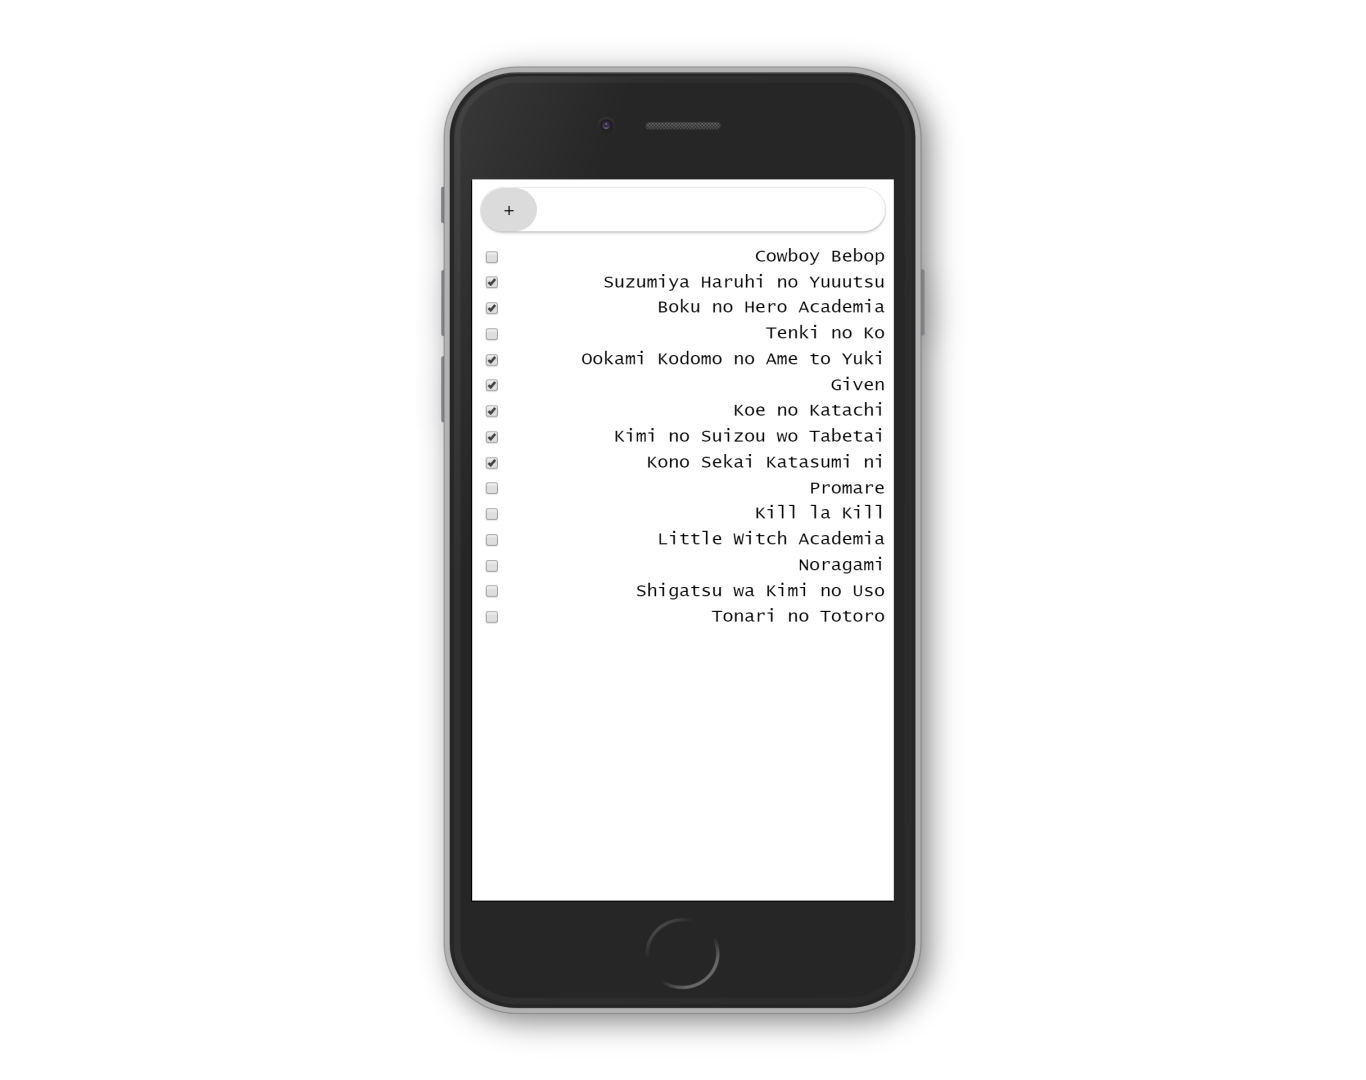 +
Cowboy Bebop
Suzumiya Haruhi no Yuuutsu
Boku no Hero Academia
Tenki no Ko
Ookami Kodomo no Ame to Yuki
Given
Koe no Katachi
Kimi no Suizou wo Tabetai
Kono Sekai Katasumi ni
Promare
Kill la Kill
Little Witch Academia
Noragami
Shigatsu wa Kimi no Uso
Tonari no Totoro